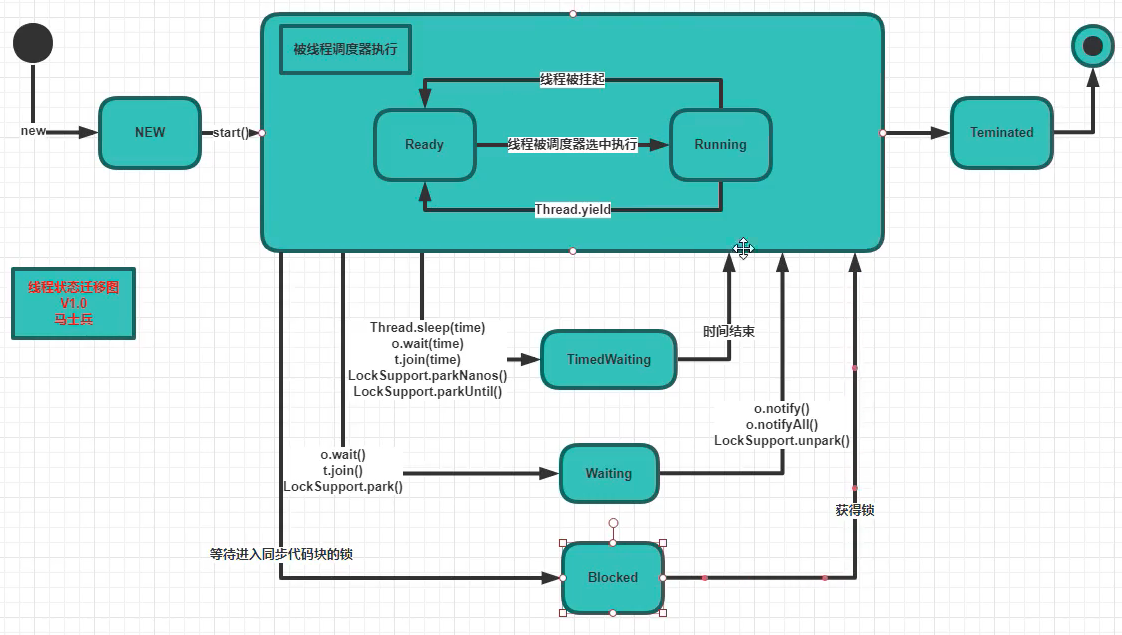 被线程调度器执行
线程被挂起
new
NEW
start()
Ready
线程被调度器选中执行
Running
Teminated
Thread.yield
线程状态迁移图
V1.0
马士兵
Thread.sleep(time)
o.wait(time)
t.join(time)
LockSupport.parkNanos()
LockSupport.parkUntil()
TimedWaiting
时间结束
o.wait()
t.join()
LockSupport.park()
Waiting
o.notify()
o.notifyAll()
LockSupport.unpark()
获得锁
等待进入同步代码块的锁
Blocked